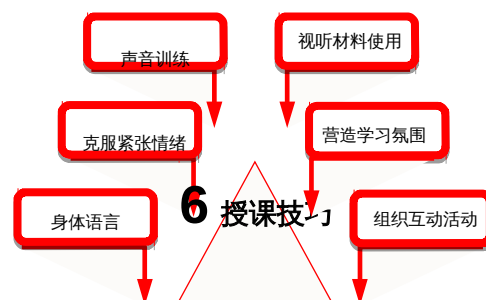 声音训练
视听材料使用
克服紧张情绪
营造学习氛围
6 授课技
身体语言
组织互动活动